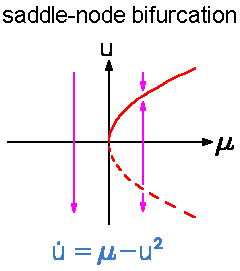 saddle-node bifurcation
u
μ
u̇ = μ−u²